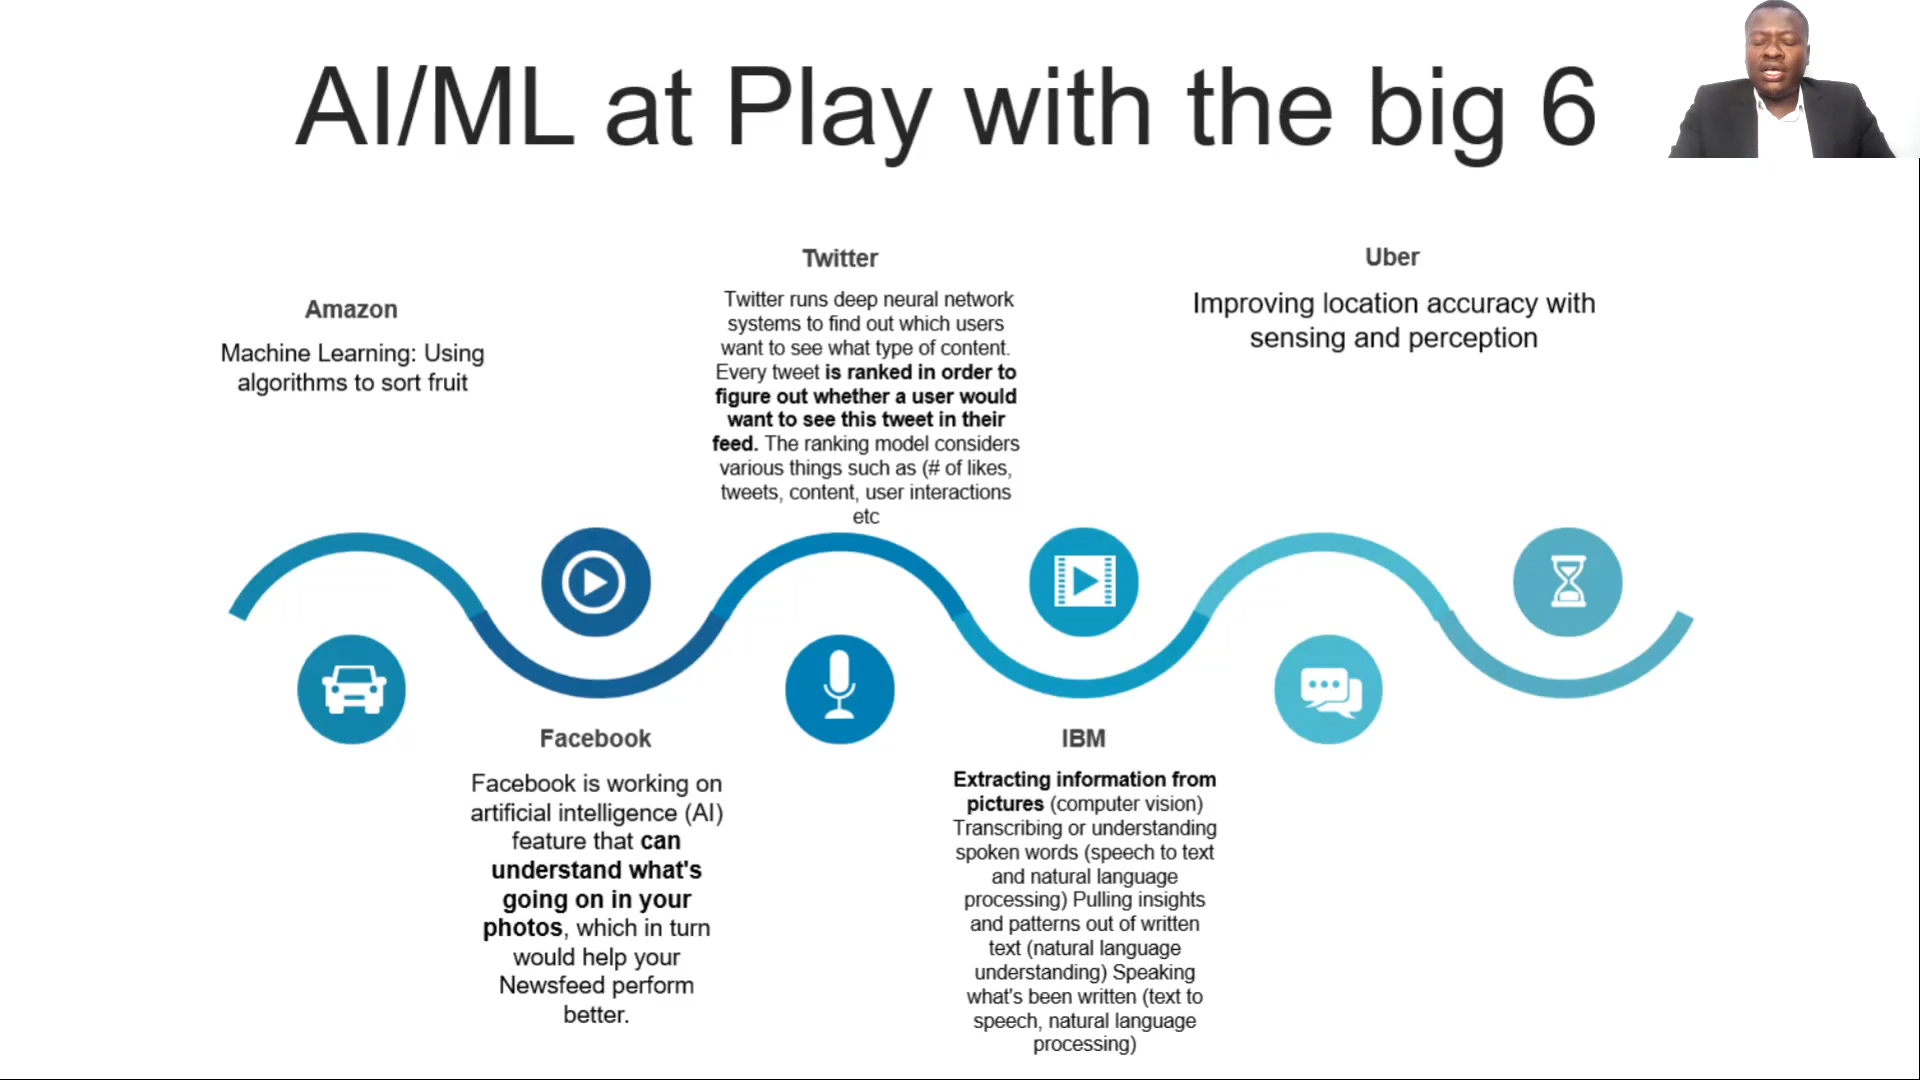 AI/ML at Play with the big 6
Amazon
Machine Learning: Using
algorithms to sort fruit
Twitter
Twitter runs deep neural network
systems to find out which users
want to see what type of content.
Every tweet is ranked in order to
figure out whether a user would
want to see this tweet in their
feed. The ranking model considers
various things such as (# of likes,
tweets, content, user interactions
etc
Uber
Improving location accuracy with
sensing and perception
Facebook
Facebook is working on
artificial intelligence (AI)
feature that can
understand what's
going on in your
photos, which in turn
would help your
Newsfeed perform
better.
IBM
Extracting information from
pictures (computer vision)
Transcribing or understanding
spoken words (speech to text
and natural language
processing) Pulling insights
and patterns out of written
text (natural language
understanding) Speaking
what's been written (text to
speech, natural language
processing)